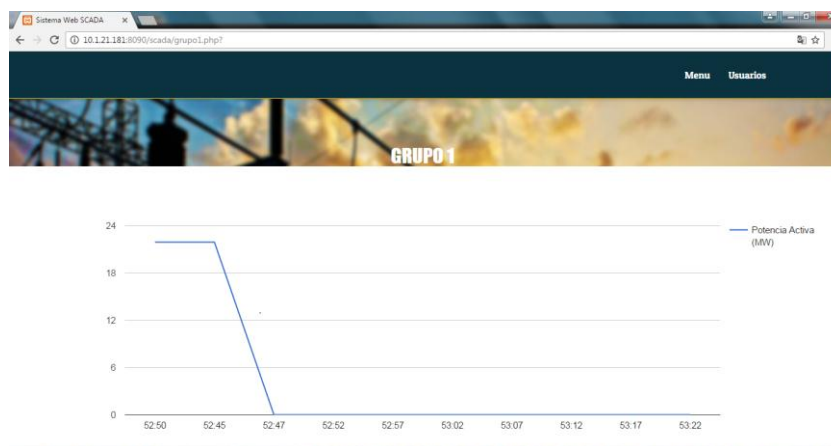 Sistema Web SCADA
10.1.21.181:8090/scada/grupo1.php?
Menu Usuarios
GRUPO 1
24
18
12
6
0
Potencia Activa
(MW)
52:50 52:45 52:47 52:52 52:57 53:02 53:07 53:12 53:17 53:22